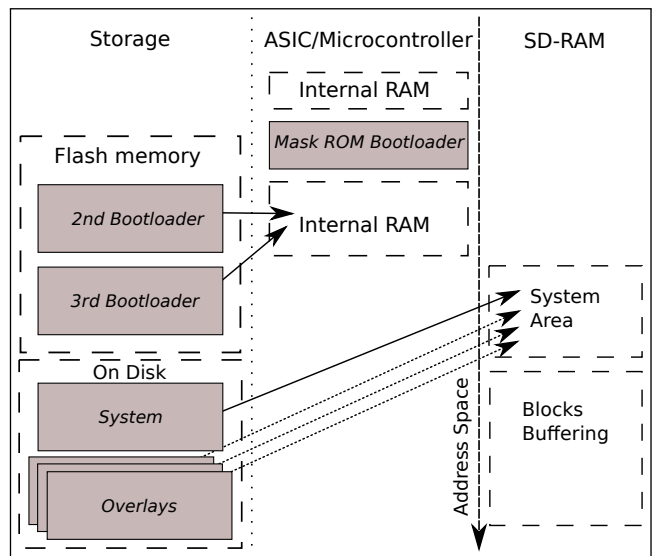 Storage
ASIC/Microcontroller
SD-RAM
Internal RAM
Mask ROM Bootloader
Flash memory
2nd Bootloader
Internal RAM
3rd Bootloader
System
Area
On Disk
System
Blocks
Buffering
Overlays
Address Space